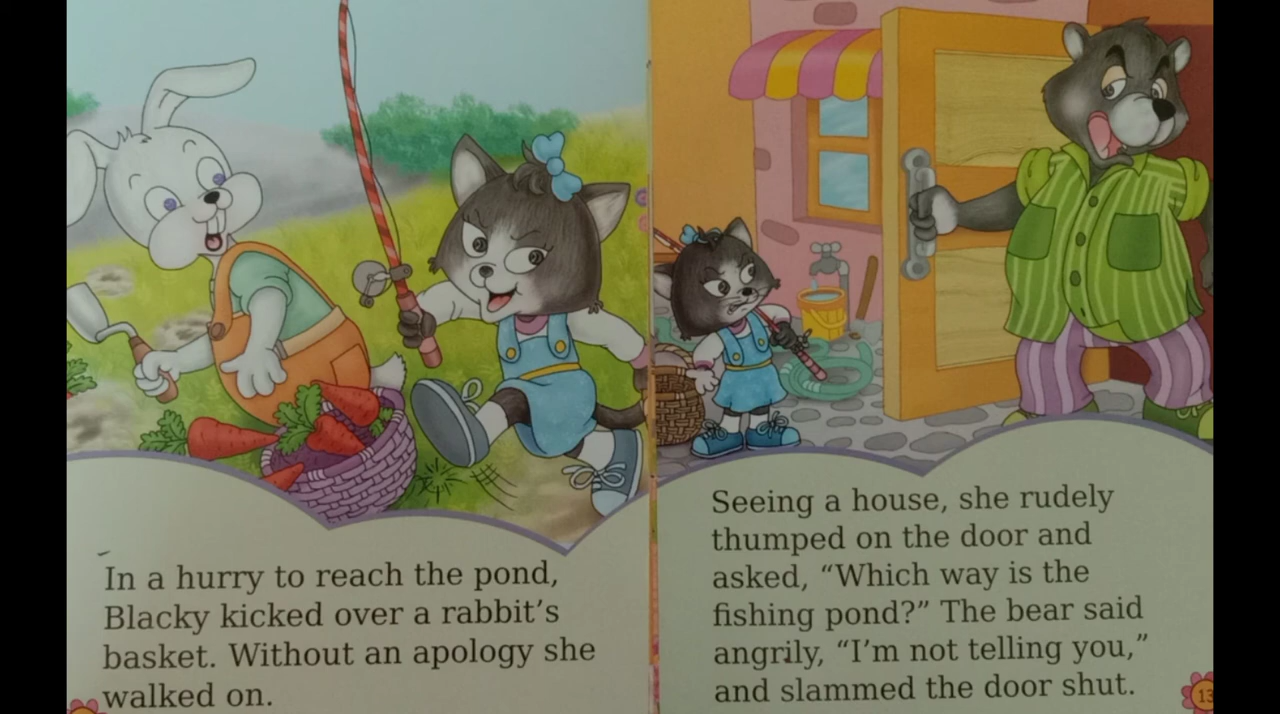 In a hurry to reach the pond,
Blacky kicked over a rabbit's
basket. Without an apology she
walked on.
Seeing a house, she rudely
thumped on the door and
asked, “Which way is the
fishing pond?” The bear said
angrily, “I'm not telling you,”
and slammed the door shut.
13